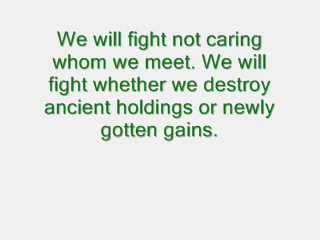 We will fight not caring
whom we meet. We will
fight whether we destroy
ancient holdings or newly
gotten gains.